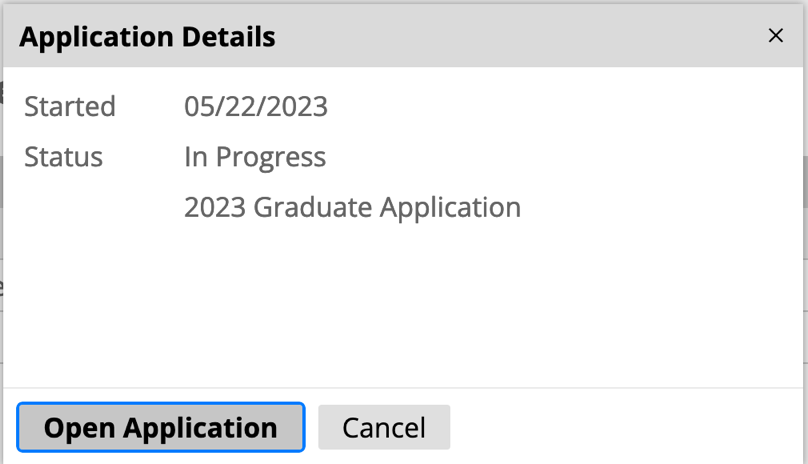 Application Details
Started 05/22/2023
Status In Progress
2023 Graduate Application
Open Application Cancel